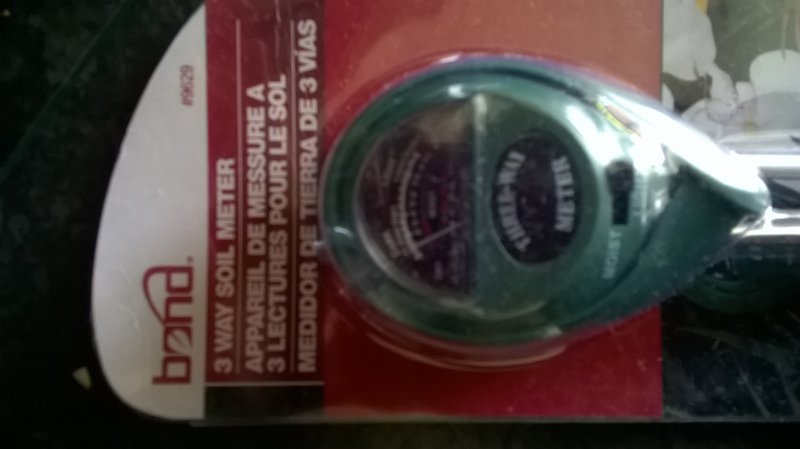 bond
#9829
3 WAY SOIL METER
APPAREIL DE MESSURE A
3 LECTURES POUR LE SOL
MEDIDOR DE TIERRA DE 3 VÍAS
THREE-WAY
METER
MOIST